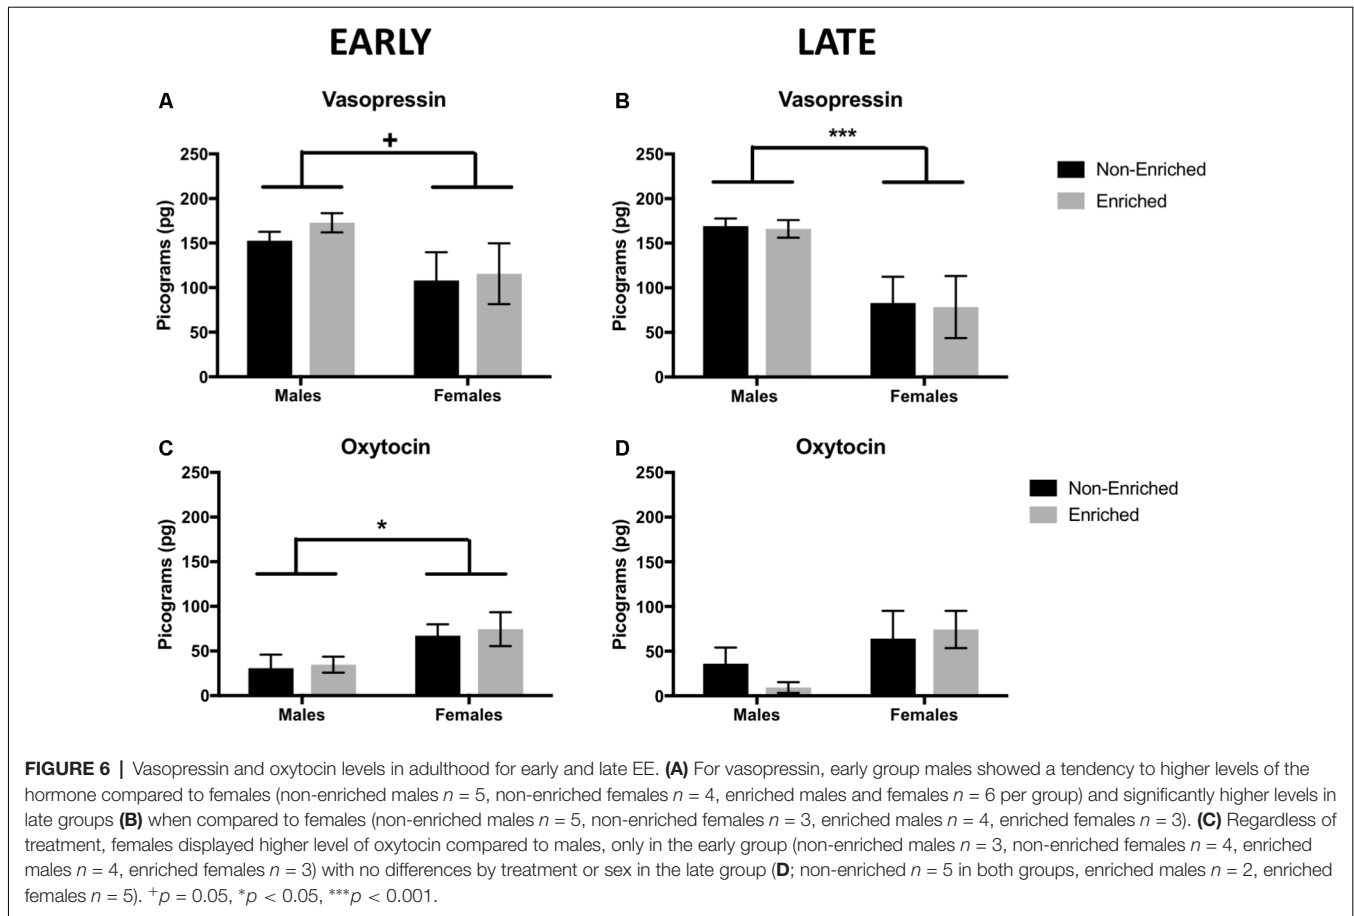 EARLY
LATE
A
Vasopressin
+
250
200
150
100
50
0
Picograms (pg)
Males
Females
B
Vasopressin
***
250
200
150
100
50
0
Picograms (pg)
Males
Females
Non-Enriched
Enriched
C
Oxytocin
*
250
200
150
100
50
0
Picograms (pg)
Males
Females
D
Oxytocin
250
200
150
100
50
0
Picograms (pg)
Males
Females
Non-Enriched
Enriched
FIGURE 6 | Vasopressin and oxytocin levels in adulthood for early and late EE. (A) For vasopressin, early group males showed a tendency to higher levels of the
hormone compared to females (non-enriched males n = 5, non-enriched females n = 4, enriched males and females n = 6 per group) and significantly higher levels in
late groups (B) when compared to females (non-enriched males n = 5, non-enriched females n = 3, enriched males n = 4, enriched females n = 3). (C) Regardless of
treatment, females displayed higher level of oxytocin compared to males, only in the early group (non-enriched males n = 3, non-enriched females n = 4, enriched
males n = 4, enriched females n = 3) with no differences by treatment or sex in the late group (D; non-enriched n = 5 in both groups, enriched males n = 2, enriched
females n = 5). +p = 0.05, *p < 0.05, ***p < 0.001.